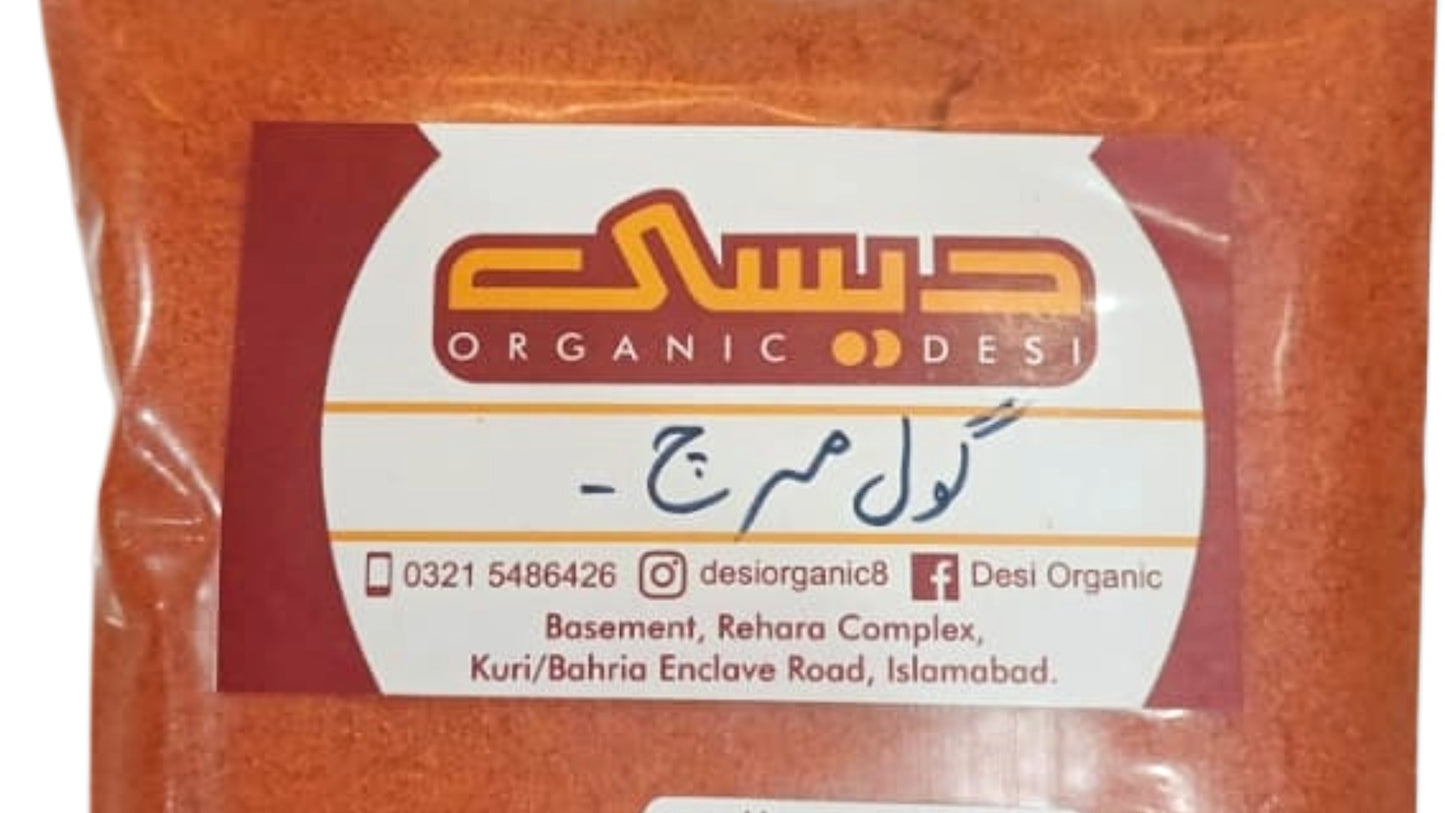 دیسی
ORGANIC DESI
گول مرچ -
0321 5486426 desiorganic8 Desi Organic
Basement, Rehara Complex,
Kuri/Bahria Enclave Road, Islamabad.